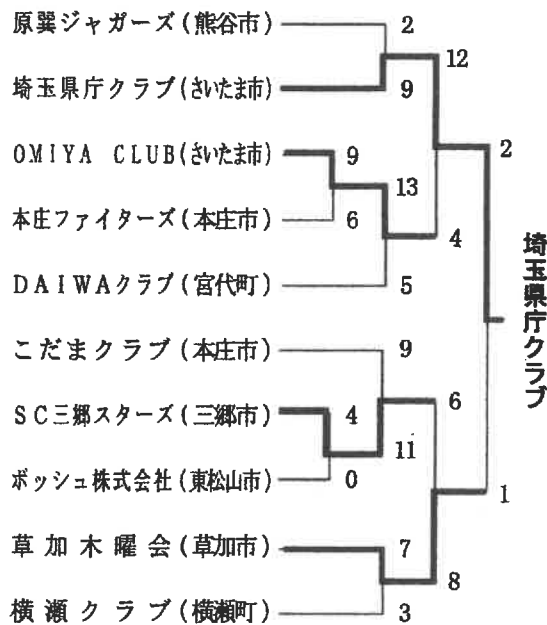 原巽ジャガーズ(熊谷市) 2
12
埼玉県庁クラブ(さいたま市) 9
2
OMIYA CLUB(さいたま市) 9
13
本庄ファイターズ(本庄市) 6
4
DAIWAクラブ(宮代町) 5
埼玉県庁クラブ
こだまクラブ(本庄市) 9
6
SC三郷スターズ(三郷市) 4
11
ボッシュ株式会社(東松山市) 0
1
草加木曜会(草加市) 7
8
横瀬クラブ(横瀬町) 3